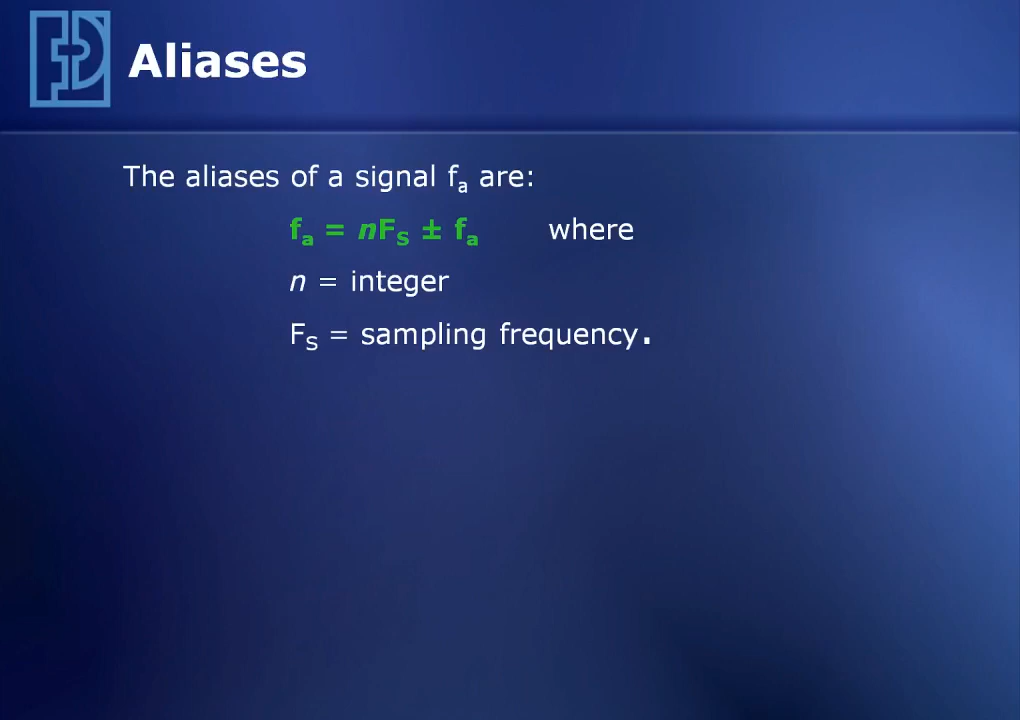 Aliases
The aliases of a signal fₐ are:
fₐ = nFₛ ± fₐ where
n = integer
Fₛ = sampling frequency.